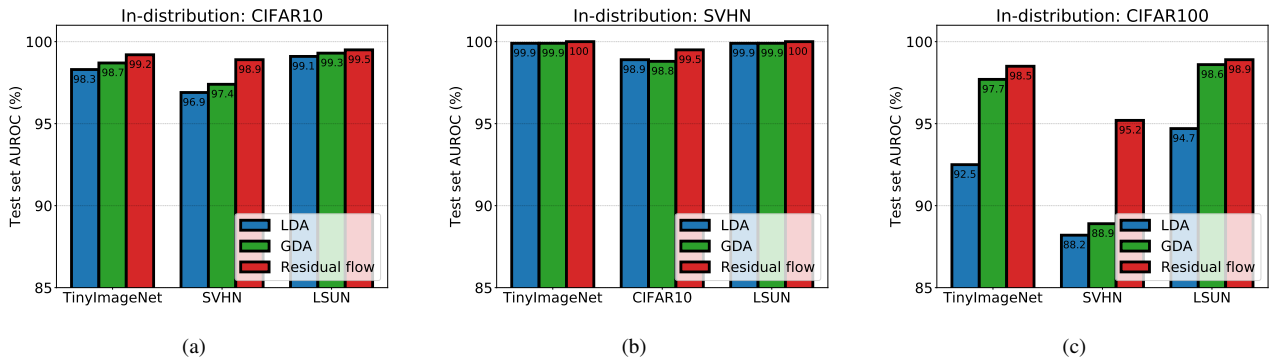 In-distribution: CIFAR10
Test set AUROC (%)
100
95
90
85
98.3
98.7
99.2
96.9
97.4
98.9
99.1
99.3
99.5
LDA
GDA
Residual flow
TinyImageNet
SVHN
LSUN
(a)
In-distribution: SVHN
Test set AUROC (%)
100
95
90
85
99.9
99.9
100
98.9
98.8
99.5
99.9
99.9
100
LDA
GDA
Residual flow
TinyImageNet
CIFAR10
LSUN
(b)
In-distribution: CIFAR100
Test set AUROC (%)
100
95
90
85
92.5
97.7
98.5
88.2
88.9
95.2
94.7
98.6
98.9
LDA
GDA
Residual flow
TinyImageNet
SVHN
LSUN
(c)